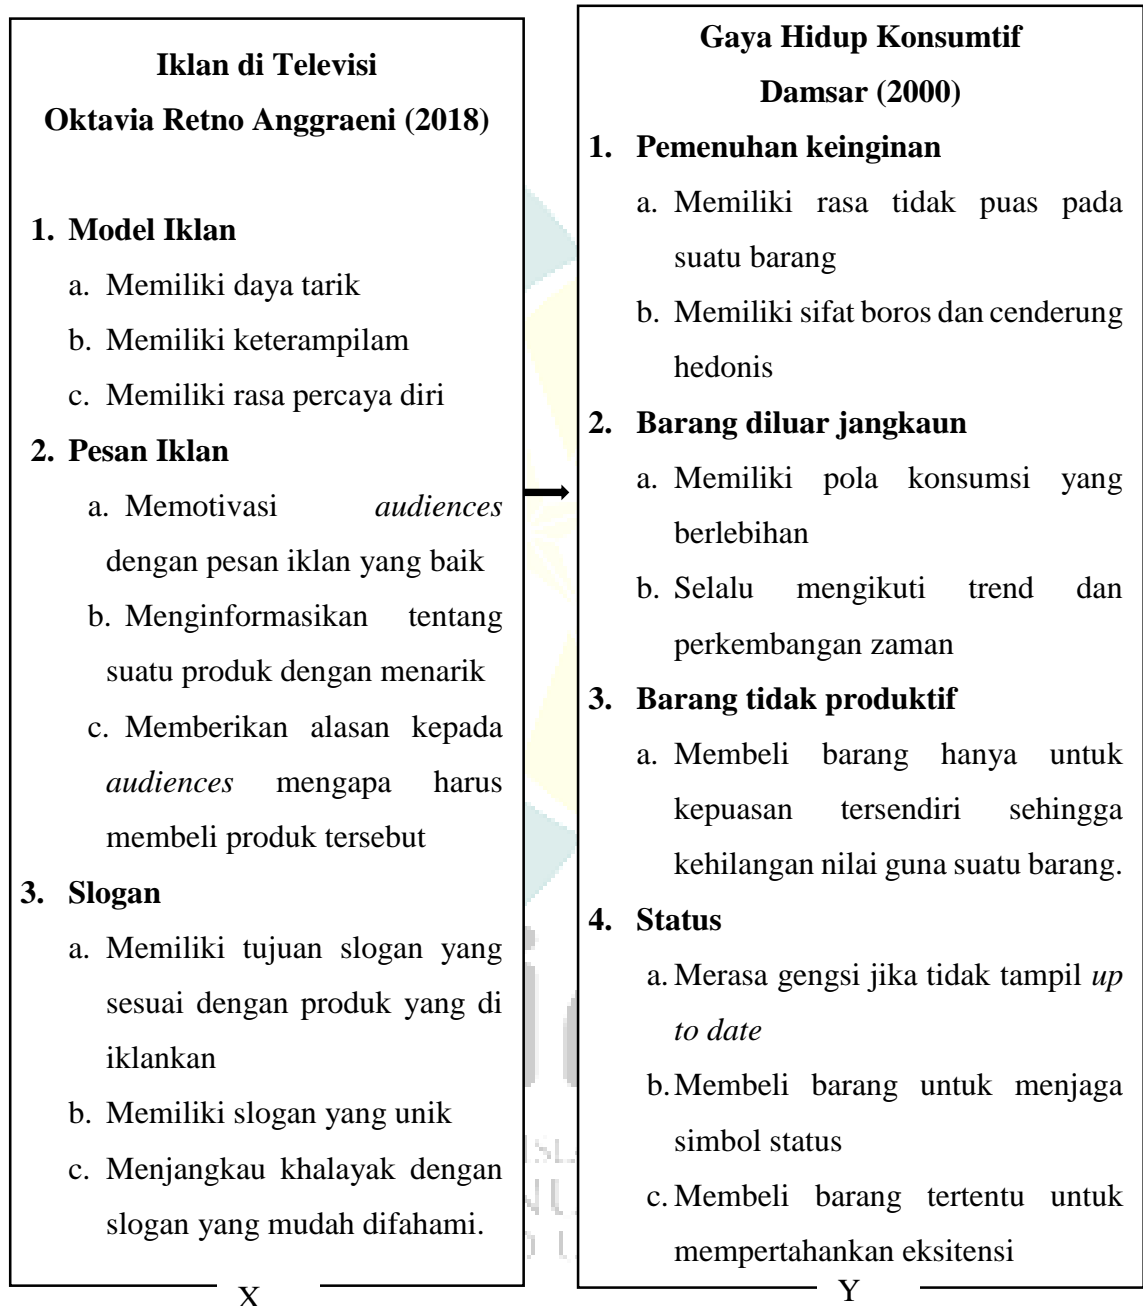 Iklan di Televisi
Oktavia Retno Anggraeni (2018)
1. Model Iklan
a. Memiliki daya tarik
b. Memiliki keterampilam
c. Memiliki rasa percaya diri
2. Pesan Iklan
a. Memotivasi audiences
dengan pesan iklan yang baik
b. Menginformasikan tentang
suatu produk dengan menarik
c. Memberikan alasan kepada
audiences mengapa harus
membeli produk tersebut
3. Slogan
a. Memiliki tujuan slogan yang
sesuai dengan produk yang di
iklankan
b. Memiliki slogan yang unik
c. Menjangkau khalayak dengan
slogan yang mudah difahami.
X
Gaya Hidup Konsumtif
Damsar (2000)
1. Pemenuhan keinginan
a. Memiliki rasa tidak puas pada
suatu barang
b. Memiliki sifat boros dan cenderung
hedonis
2. Barang diluar jangkaun
a. Memiliki pola konsumsi yang
berlebihan
b. Selalu mengikuti trend dan
perkembangan zaman
3. Barang tidak produktif
a. Membeli barang hanya untuk
kepuasan tersendiri sehingga
kehilangan nilai guna suatu barang.
4. Status
a. Merasa gengsi jika tidak tampil up
to date
b. Membeli barang untuk menjaga
simbol status
c. Membeli barang tertentu untuk
mempertahankan eksitensi
Y